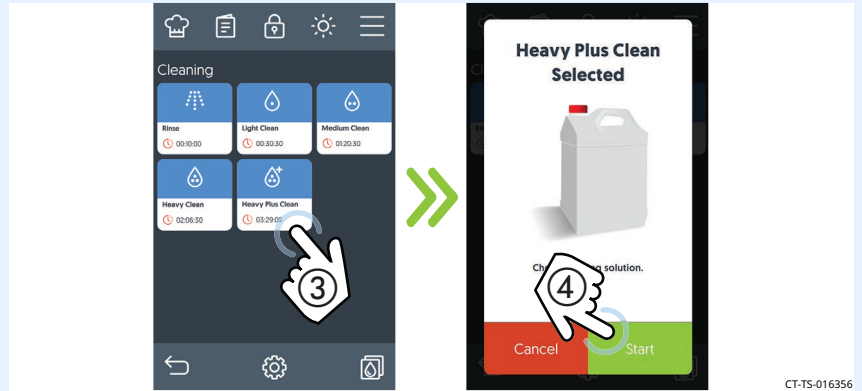 Cleaning
Rinse
00:10:00
Light Clean
00:30:30
Medium Clean
01:20:30
Heavy Clean
02:06:30
Heavy Plus Clean
03:29:0
3
Heavy Plus Clean
Selected
solution.
4
Cancel
Start
CT-TS-016356